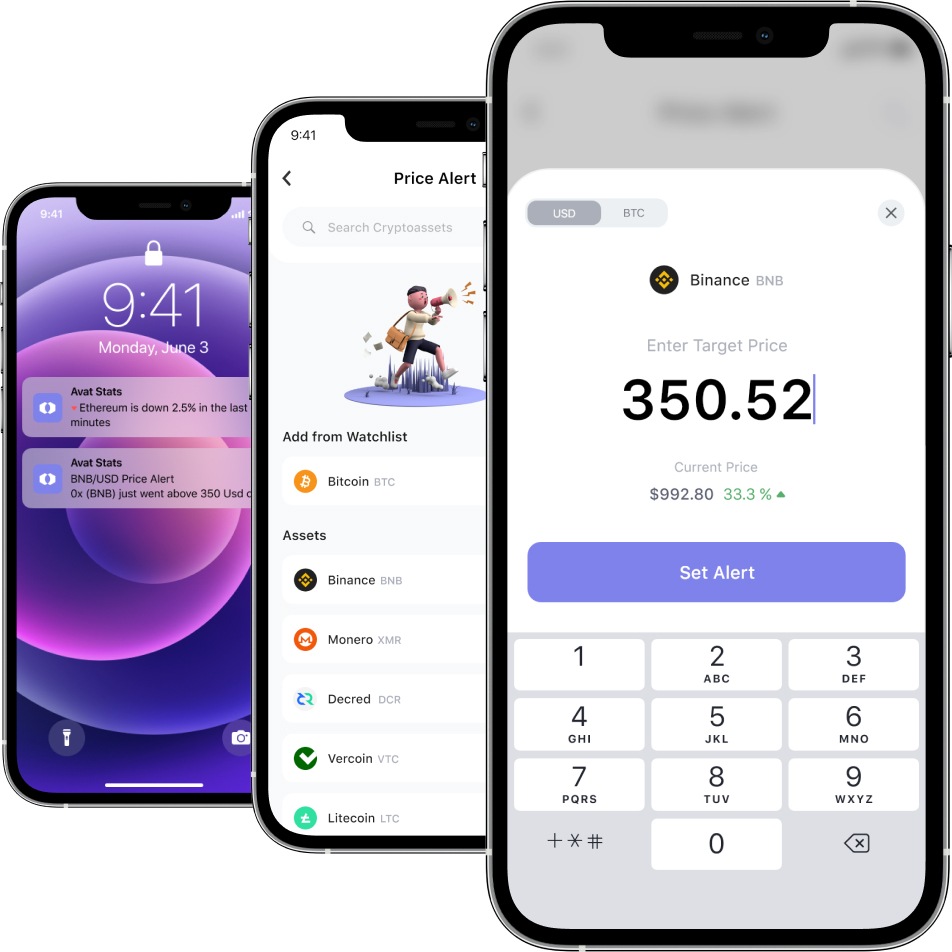 9:41
9:41
Monday, June 3
Avat Stats
Ethereum is down 2.5% in the last
minutes
Avat Stats
BNB/USD Price Alert
0x (BNB) just went above 350 Usd
9:41
Price Alert
Search Cryptoassets
Add from Watchlist
Bitcoin BTC
Assets
Binance BNB
Monero XMR
Decred DCR
Vercoin VTC
Litecoin LTC
Price Alert
USD BTC
Binance BNB
Enter Target Price
350.52
Current Price
$992.80 33.3 %
Set Alert
1 2 3
ABC DEF
4 5 6
GHI JKL MNO
7 8 9
PQRS TUV WXYZ
+*# 0